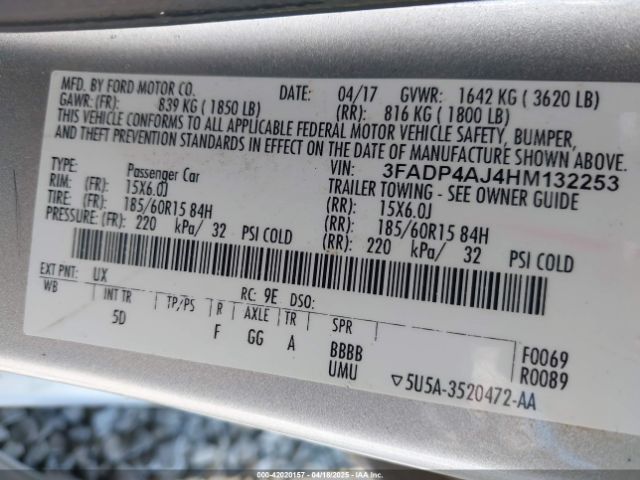 MFD. BY FORD MOTOR CO. DATE: 04/17 GVWR: 1642 KG ( 3620 LB)
GAWR: (FR): 839 KG ( 1850 LB) (RR): 816 KG ( 1800 LB)
THIS VEHICLE CONFORMS TO ALL APPLICABLE FEDERAL MOTOR VEHICLE SAFETY, BUMPER,
AND THEFT PREVENTION STANDARDS IN EFFECT ON THE DATE OF MANUFACTURE SHOWN ABOVE.
VIN: 3FADP4AJ4HM132253
TYPE: Passenger Car TRAILER TOWING - SEE OWNER GUIDE
RIM: (FR): 15X6.0J (RR): 15X6.0J
TIRE: (FR): 185/60R15 84H (RR): 185/60R15 84H
PRESSURE: (FR): 220 kPa/ 32 PSI COLD (RR): 220 kPa/ 32 PSI COLD
EXT PNT: UX RC: 9E DSO:
WB INT TR TP/PS R AXLE TR SPR
5D F GG A BBBB F0069
UMU R0089
▽5U5A-3520472-AA
000-42020157 - 04/18/2025 - IAAI.COM